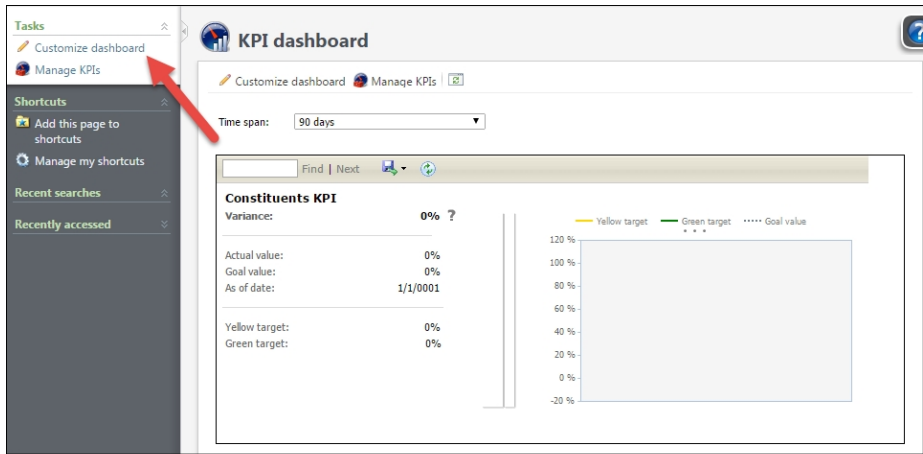 Tasks
Customize dashboard
Manage KPIs
Shortcuts
Add this page to
shortcuts
Manage my shortcuts
Recent searches
Recently accessed
KPI dashboard
?
Customize dashboard Manage KPIs
Time span: 90 days
Find | Next
Constituents KPI
Variance: 0% ?
Actual value: 0%
Goal value: 0%
As of date: 1/1/0001
Yellow target: 0%
Green target: 0%
Yellow target Green target Goal value
120 %
100 %
80 %
60 %
40 %
20 %
0 %
-20 %